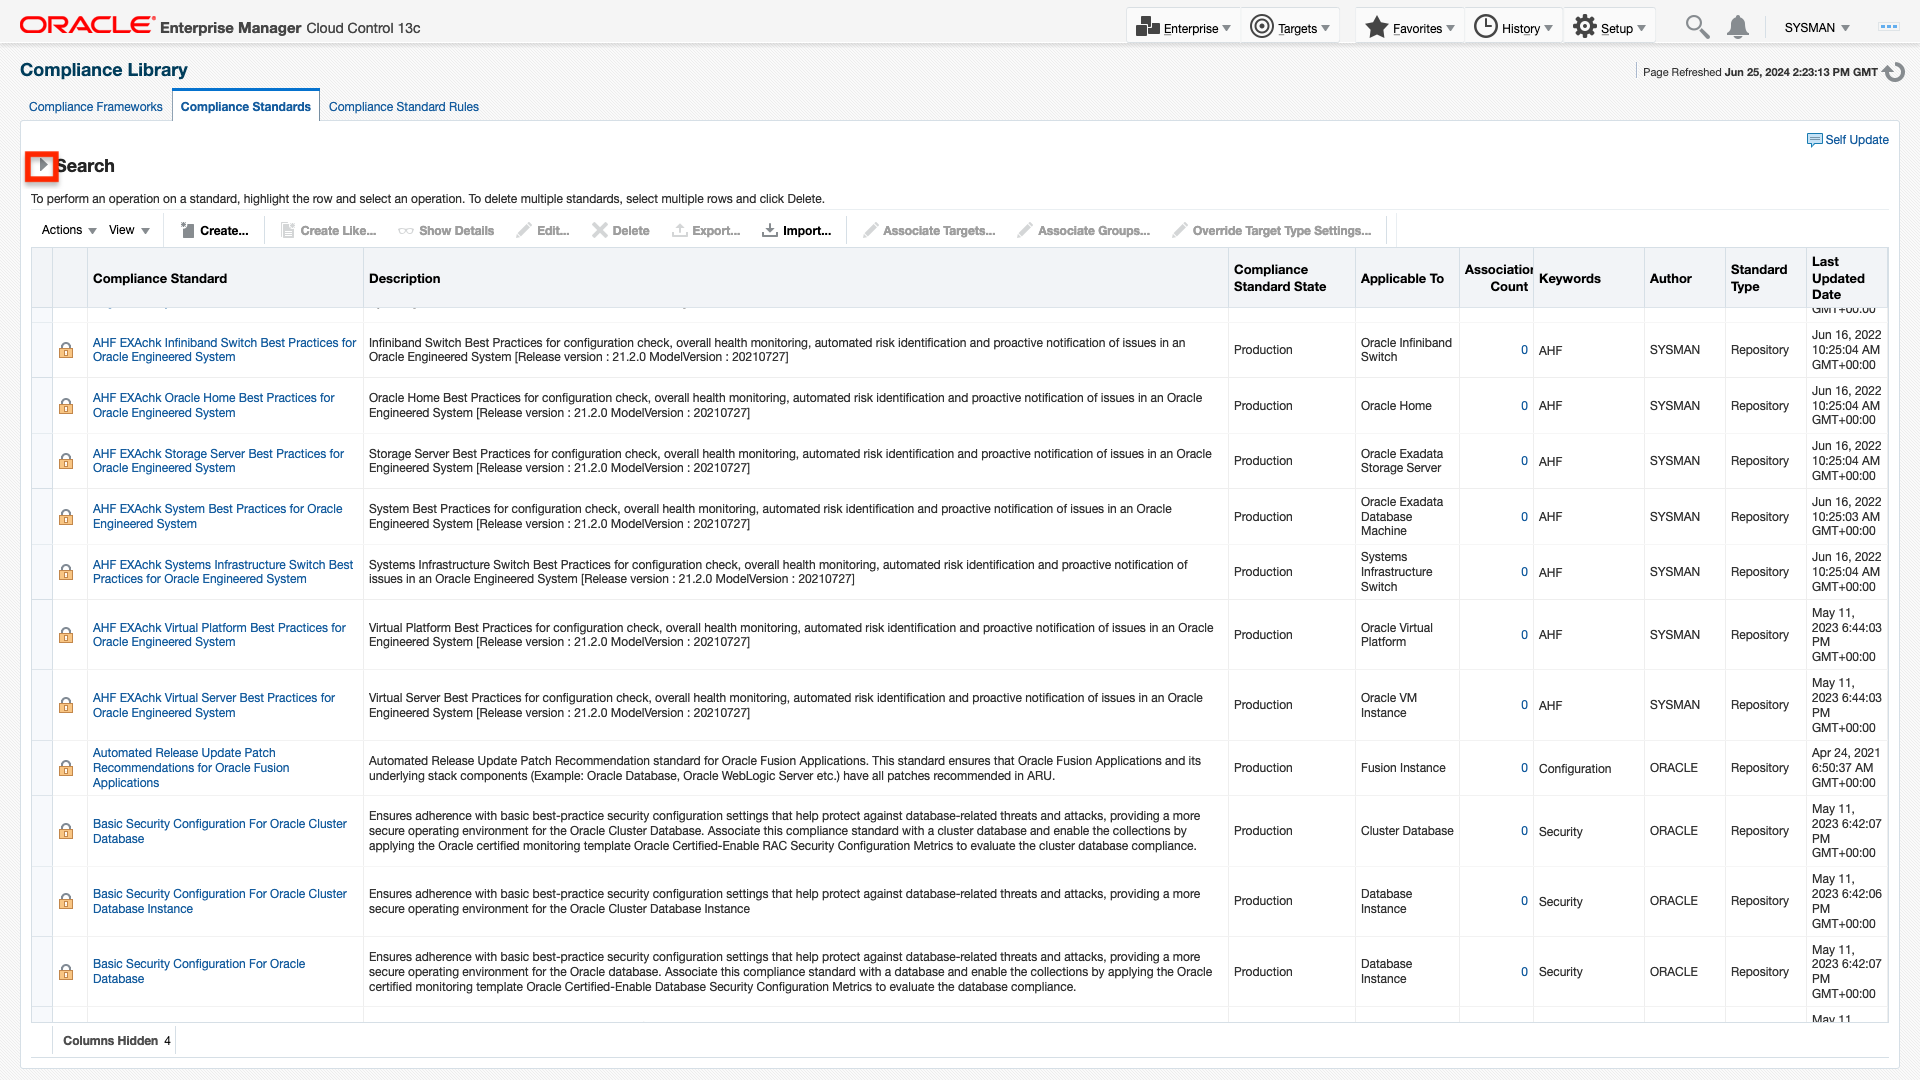 ORACLE Enterprise Manager Cloud Control 13c
Enterprise Targets Favorites History Setup SYSMAN
Compliance Library
Page Refreshed Jun 25, 2024 2:23:13 PM GMT
Compliance Frameworks Compliance Standards Compliance Standard Rules
Self Update
Search
To perform an operation on a standard, highlight the row and select an operation. To delete multiple standards, select multiple rows and click Delete.
Actions View Create... Create Like... Show Details Edit... Delete Export... Import... Associate Targets... Associate Groups... Override Target Type Settings...
Compliance Standard
Description
Compliance
Standard State
Applicable To
Association
Count
Keywords
Author
Standard
Type
Last
Updated
Date
GMT+00:00
AHF EXAchk Infiniband Switch Best Practices for
Oracle Engineered System
Infiniband Switch Best Practices for configuration check, overall health monitoring, automated risk identification and proactive notification of issues in an
Oracle Engineered System [Release version : 21.2.0 ModelVersion : 20210727]
Production
Oracle Infiniband
Switch
0
AHF
SYSMAN
Repository
Jun 16, 2022
10:25:04 AM
GMT+00:00
AHF EXAchk Oracle Home Best Practices for
Oracle Engineered System
Oracle Home Best Practices for configuration check, overall health monitoring, automated risk identification and proactive notification of issues in an Oracle
Engineered System [Release version : 21.2.0 ModelVersion : 20210727]
Production
Oracle Home
0
AHF
SYSMAN
Repository
Jun 16, 2022
10:25:04 AM
GMT+00:00
AHF EXAchk Storage Server Best Practices for
Oracle Engineered System
Storage Server Best Practices for configuration check, overall health monitoring, automated risk identification and proactive notification of issues in an Oracle
Engineered System [Release version : 21.2.0 ModelVersion : 20210727]
Production
Oracle Exadata
Storage Server
0
AHF
SYSMAN
Repository
Jun 16, 2022
10:25:04 AM
GMT+00:00
AHF EXAchk System Best Practices for Oracle
Engineered System
System Best Practices for configuration check, overall health monitoring, automated risk identification and proactive notification of issues in an Oracle
Engineered System [Release version : 21.2.0 ModelVersion : 20210727]
Production
Oracle Exadata
Database
Machine
0
AHF
SYSMAN
Repository
Jun 16, 2022
10:25:03 AM
GMT+00:00
AHF EXAchk Systems Infrastructure Switch Best
Practices for Oracle Engineered System
Systems Infrastructure Switch Best Practices for configuration check, overall health monitoring, automated risk identification and proactive notification of
issues in an Oracle Engineered System [Release version : 21.2.0 ModelVersion : 20210727]
Production
Systems
Infrastructure
Switch
0
AHF
SYSMAN
Repository
Jun 16, 2022
10:25:04 AM
GMT+00:00
AHF EXAchk Virtual Platform Best Practices for
Oracle Engineered System
Virtual Platform Best Practices for configuration check, overall health monitoring, automated risk identification and proactive notification of issues in an Oracle
Engineered System [Release version : 21.2.0 ModelVersion : 20210727]
Production
Oracle Virtual
Platform
0
AHF
SYSMAN
Repository
May 11,
2023 6:44:03
PM
GMT+00:00
AHF EXAchk Virtual Server Best Practices for
Oracle Engineered System
Virtual Server Best Practices for configuration check, overall health monitoring, automated risk identification and proactive notification of issues in an Oracle
Engineered System [Release version : 21.2.0 ModelVersion : 20210727]
Production
Oracle VM
Instance
0
AHF
SYSMAN
Repository
May 11,
2023 6:44:03
PM
GMT+00:00
Automated Release Update Patch
Recommendations for Oracle Fusion
Applications
Automated Release Update Patch Recommendation standard for Oracle Fusion Applications. This standard ensures that Oracle Fusion Applications and its
underlying stack components (Example: Oracle Database, Oracle WebLogic Server etc.) have all patches recommended in ARU.
Production
Fusion Instance
0
Configuration
ORACLE
Repository
Apr 24, 2021
6:50:37 AM
GMT+00:00
Basic Security Configuration For Oracle Cluster
Database
Ensures adherence with basic best-practice security configuration settings that help protect against database-related threats and attacks, providing a more
secure operating environment for the Oracle Cluster Database. Associate this compliance standard with a cluster database and enable the collections by
applying the Oracle certified monitoring template Oracle Certified-Enable RAC Security Configuration Metrics to evaluate the cluster database compliance.
Production
Cluster Database
0
Security
ORACLE
Repository
May 11,
2023 6:42:07
PM
GMT+00:00
Basic Security Configuration For Oracle Cluster
Database Instance
Ensures adherence with basic best-practice security configuration settings that help protect against database-related threats and attacks, providing a more
secure operating environment for the Oracle Cluster Database Instance
Production
Database
Instance
0
Security
ORACLE
Repository
May 11,
2023 6:42:06
PM
GMT+00:00
Basic Security Configuration For Oracle
Database
Ensures adherence with basic best-practice security configuration settings that help protect against database-related threats and attacks, providing a more
secure operating environment for the Oracle database. Associate this compliance standard with a database and enable the collections by applying the Oracle
certified monitoring template Oracle Certified-Enable Database Security Configuration Metrics to evaluate the database compliance.
Production
Database
Instance
0
Security
ORACLE
Repository
May 11,
2023 6:42:07
PM
GMT+00:00
May 11
Columns Hidden 4